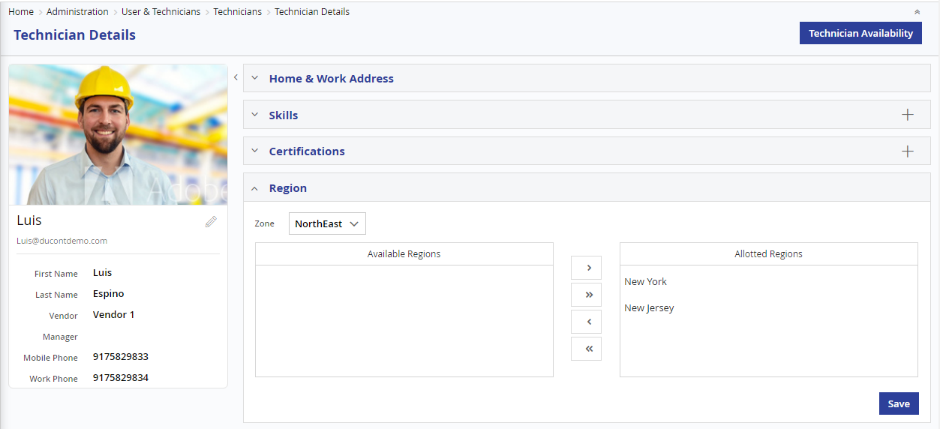 Home > Administration > User & Technicians > Technicians > Technician Details
Technician Details
Technician Availability
Adobe
Luis
Luis@ducontdemo.com
First Name Luis
Last Name Espino
Vendor Vendor 1
Manager
Mobile Phone 9175829833
Work Phone 9175829834
Home & Work Address
Skills
Certifications
Region
Zone NorthEast
Available Regions
Allotted Regions
New York
New Jersey
Save